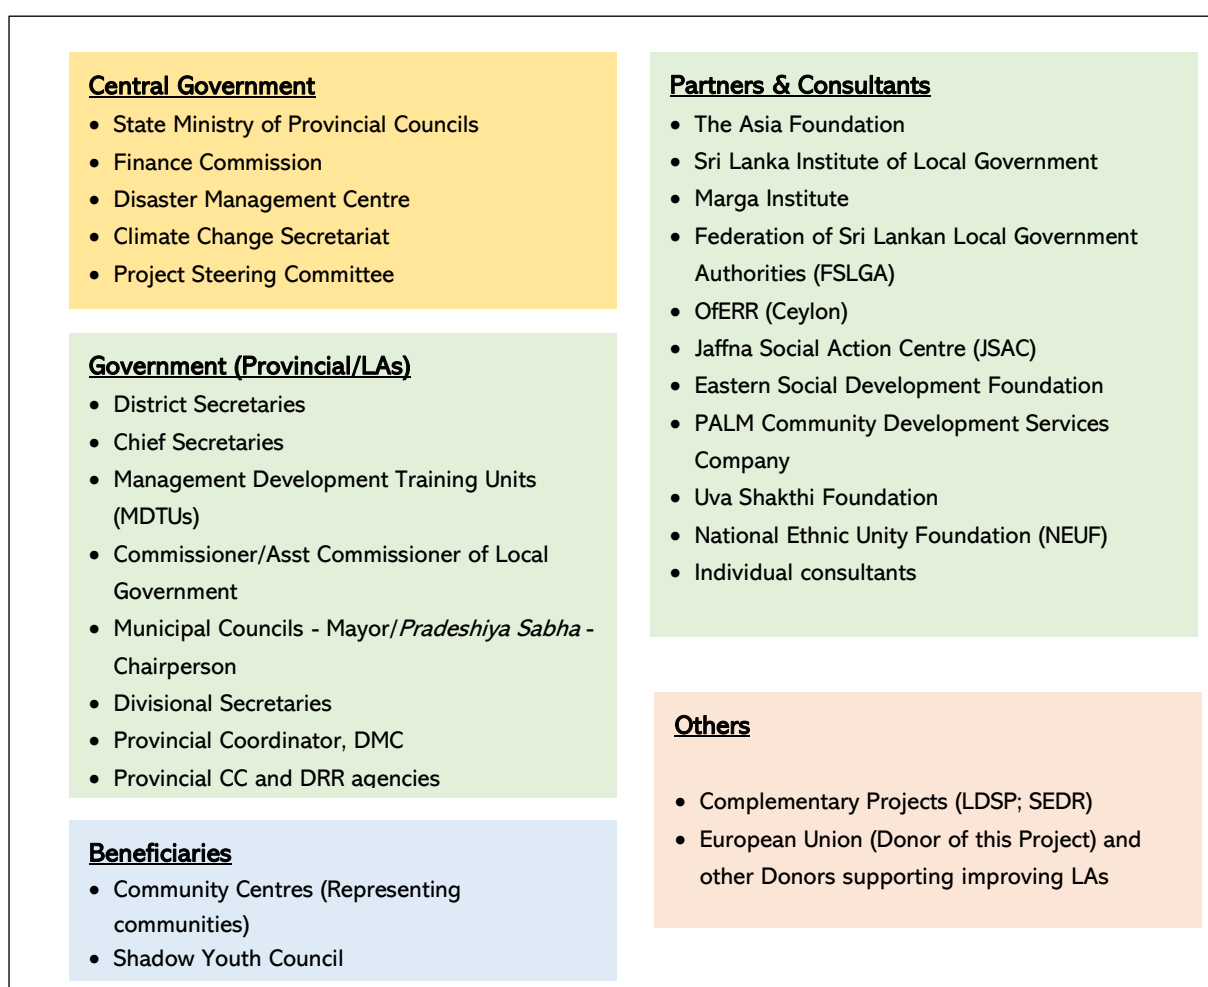 Central Government
• State Ministry of Provincial Councils
• Finance Commission
• Disaster Management Centre
• Climate Change Secretariat
• Project Steering Committee
Government (Provincial/LAs)
• District Secretaries
• Chief Secretaries
• Management Development Training Units
(MDTUs)
• Commissioner/Asst Commissioner of Local
Government
• Municipal Councils - Mayor/Pradeshiya Sabha -
Chairperson
• Divisional Secretaries
• Provincial Coordinator, DMC
• Provincial CC and DRR agencies
Beneficiaries
• Community Centres (Representing
communities)
• Shadow Youth Council
Partners & Consultants
• The Asia Foundation
• Sri Lanka Institute of Local Government
• Marga Institute
• Federation of Sri Lankan Local Government
Authorities (FSLGA)
• OfERR (Ceylon)
• Jaffna Social Action Centre (JSAC)
• Eastern Social Development Foundation
• PALM Community Development Services
Company
• Uva Shakthi Foundation
• National Ethnic Unity Foundation (NEUF)
• Individual consultants
Others
• Complementary Projects (LDSP; SEDR)
• European Union (Donor of this Project) and
other Donors supporting improving LAs